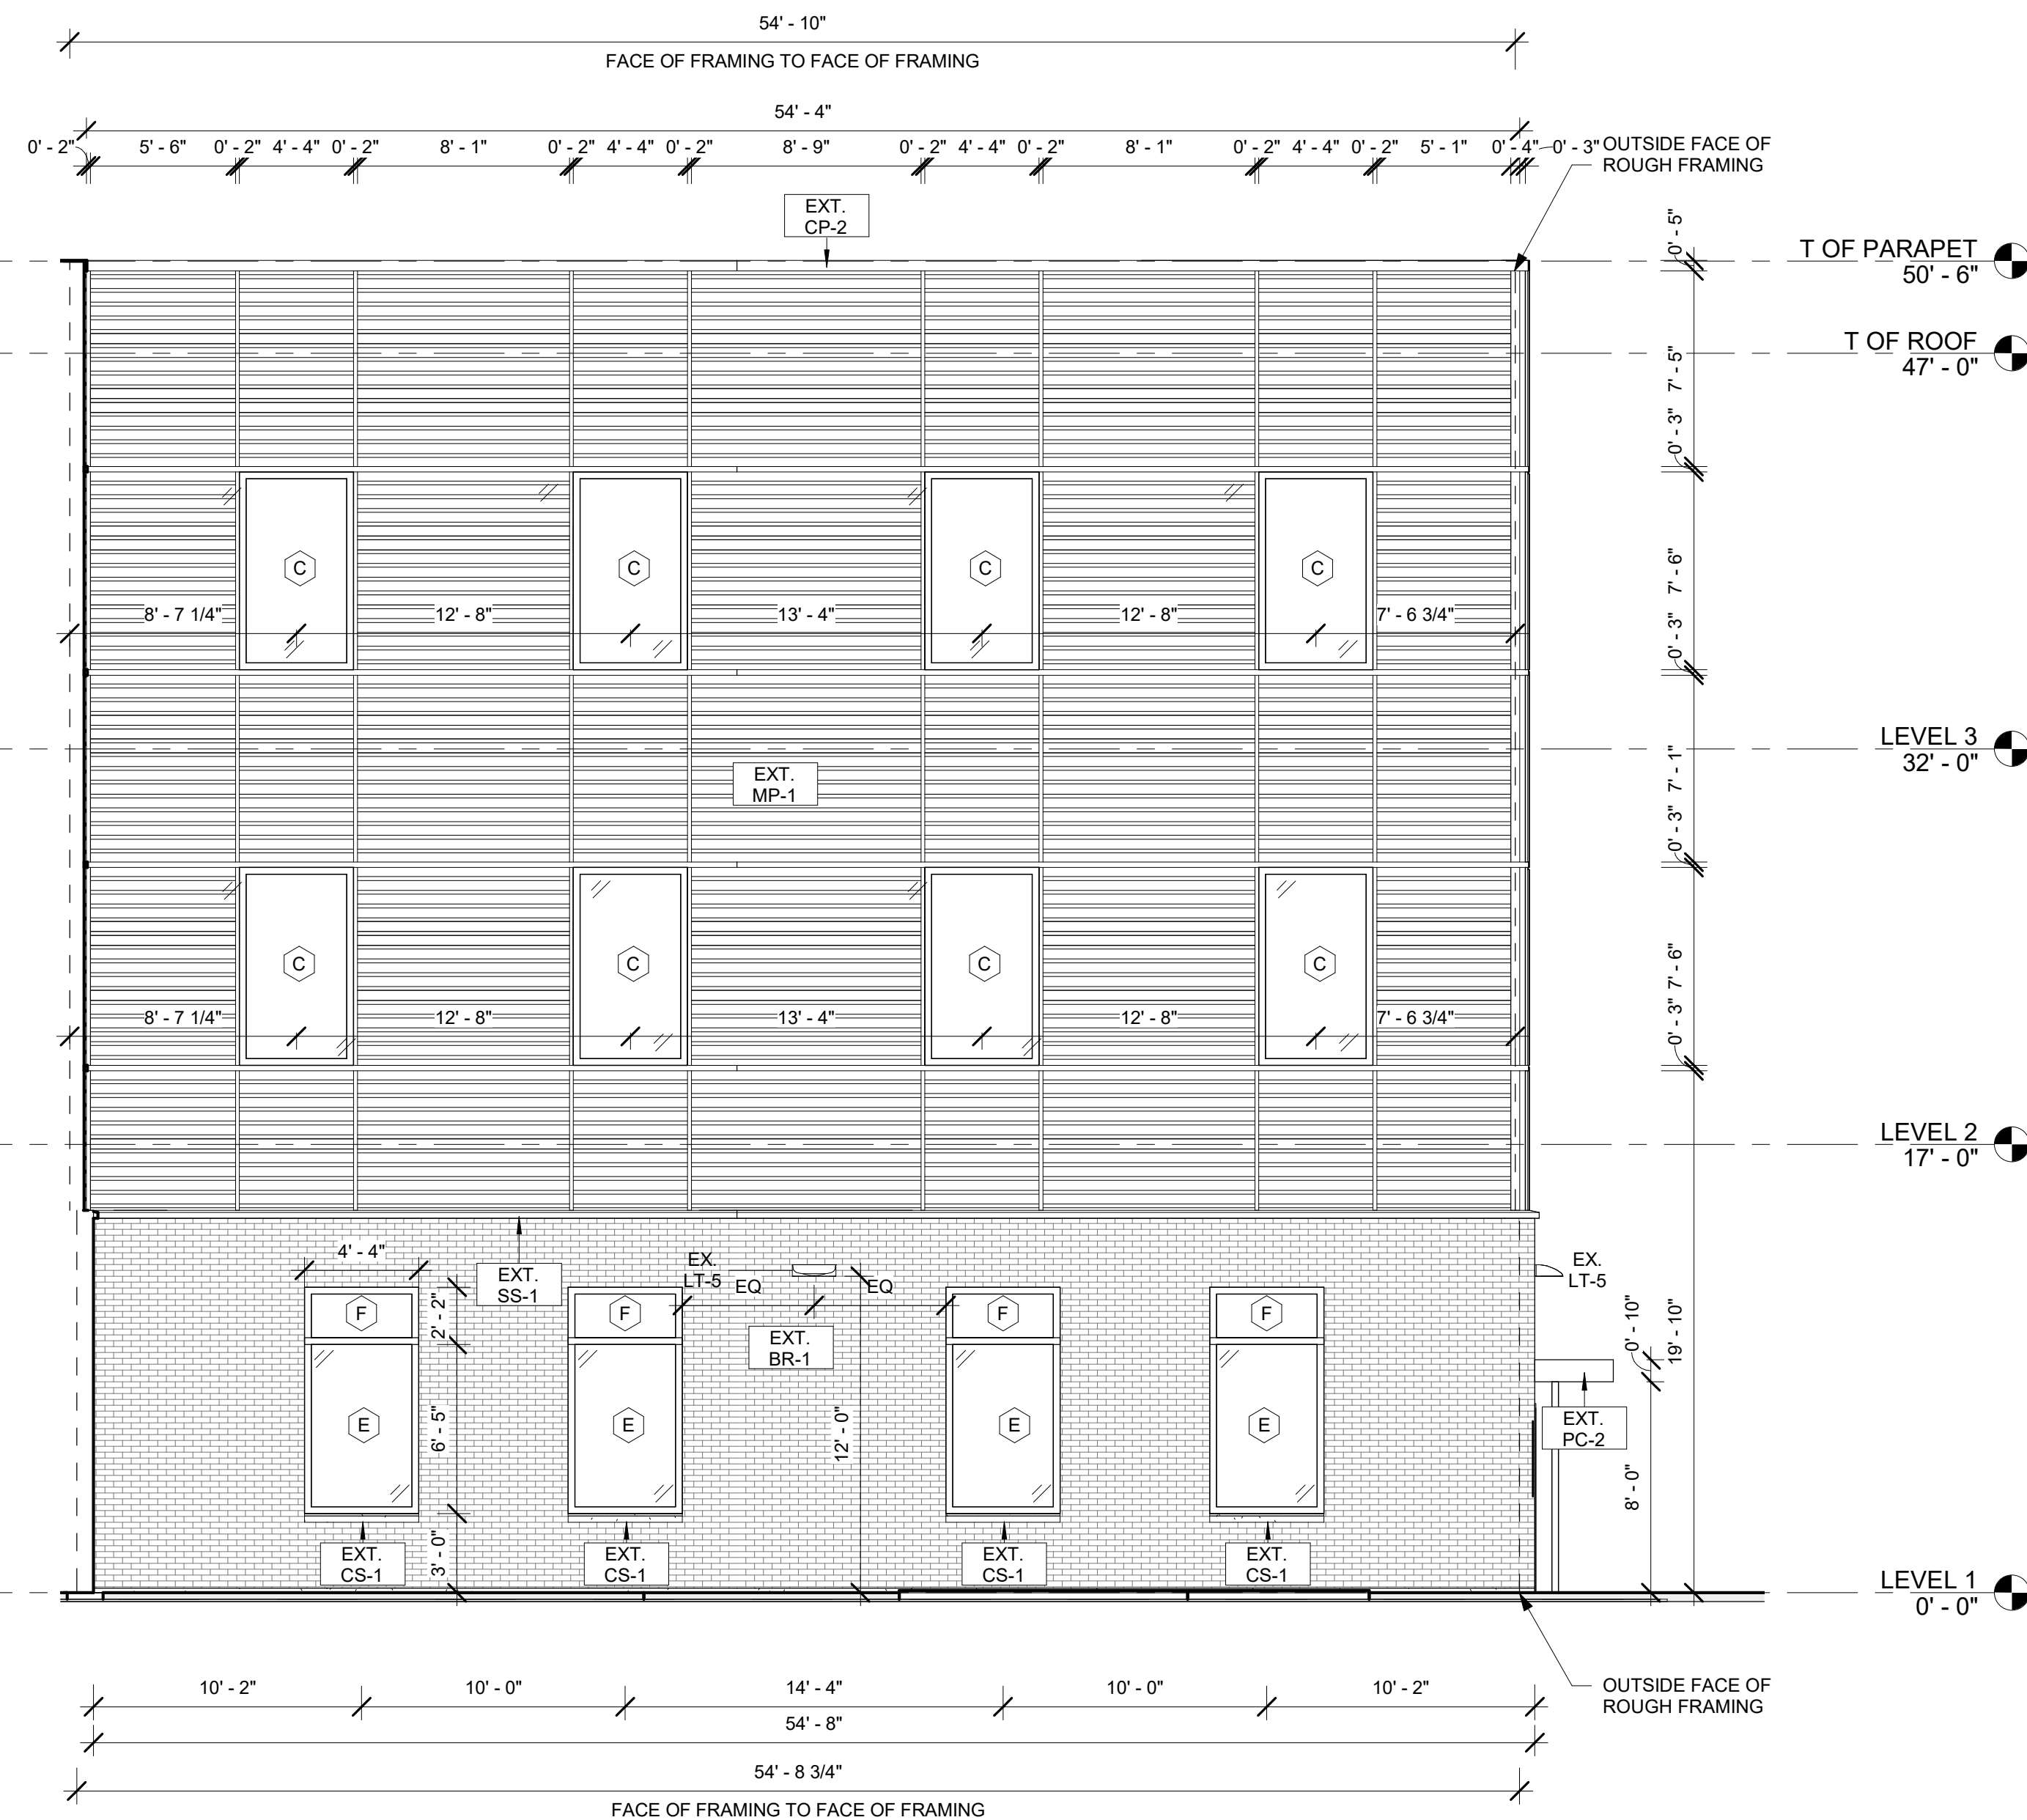 54' - 10"
FACE OF FRAMING TO FACE OF FRAMING
54' - 4"
0' - 2" 5' - 6" 0' - 2" 4' - 4" 0' - 2" 8' - 1" 0' - 2" 4' - 4" 0' - 2" 8' - 9" 0' - 2" 4' - 4" 0' - 2" 8' - 1" 0' - 2" 4' - 4" 0' - 2" 5' - 1" 0' - 4" 0' - 3"
OUTSIDE FACE OF
ROUGH FRAMING
EXT.
CP-2
0' - 5"
T OF PARAPET
50' - 6"
T OF ROOF
47' - 0"
7' - 5"
0' - 3"
C C C C
7' - 6"
8' - 7 1/4" 12' - 8" 13' - 4" 12' - 8" 7' - 6 3/4"
0' - 3"
LEVEL 3
32' - 0"
EXT.
MP-1
7' - 1"
0' - 3"
C C C C
7' - 6"
8' - 7 1/4" 12' - 8" 13' - 4" 12' - 8" 7' - 6 3/4"
0' - 3"
LEVEL 2
17' - 0"
4' - 4"
EXT.
SS-1
EX.
LT-5
EQ EQ
EX.
LT-5
2' - 2"
F F F F
EXT.
BR-1
0' - 10"
19' - 10"
6' - 5"
E E E E
12' - 0"
EXT.
PC-2
8' - 0"
3' - 0"
EXT.
CS-1
EXT.
CS-1
EXT.
CS-1
EXT.
CS-1
LEVEL 1
0' - 0"
10' - 2" 10' - 0" 14' - 4" 10' - 0" 10' - 2"
OUTSIDE FACE OF
ROUGH FRAMING
54' - 8"
54' - 8 3/4"
FACE OF FRAMING TO FACE OF FRAMING